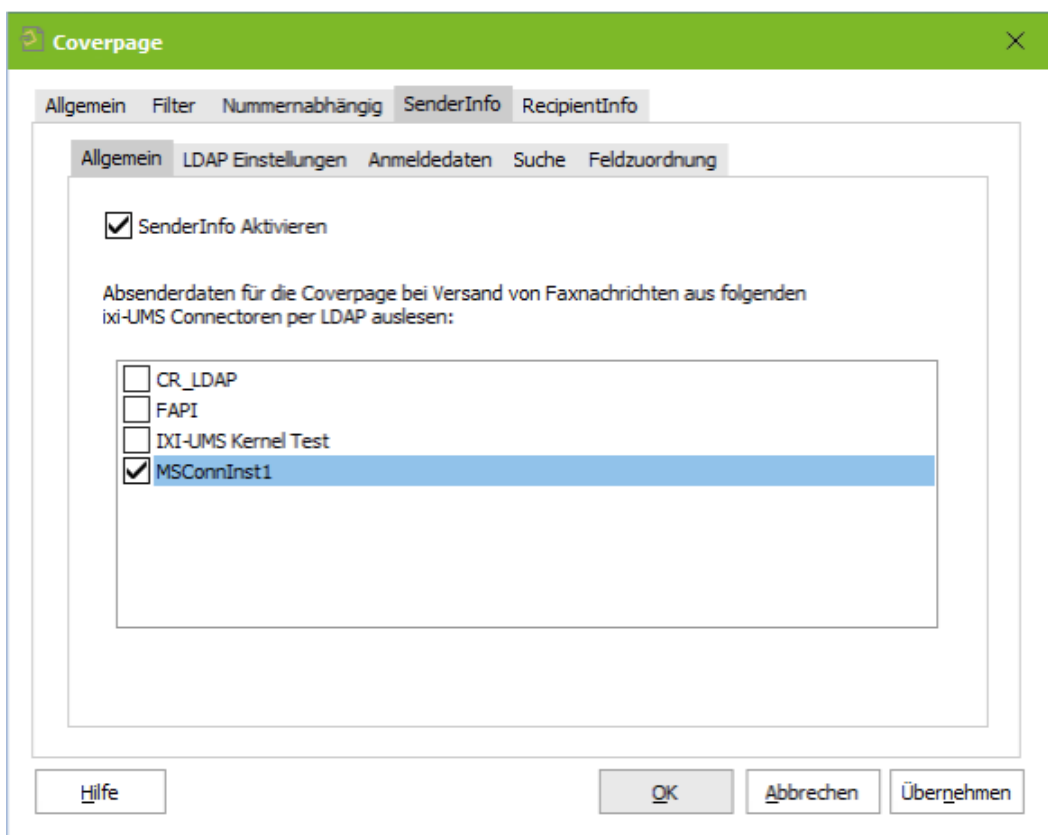 Coverpage
Allgemein Filter Nummernabhängig SenderInfo RecipientInfo
Allgemein LDAP Einstellungen Anmeldedaten Suche Feldzuordnung
SenderInfo Aktivieren
Absenderdaten für die Coverpage bei Versand von Faxnachrichten aus folgenden
ixi-UMS Connectoren per LDAP auslesen:
CR_LDAP
FAPI
IXI-UMS Kernel Test
MSConnInst1
Hilfe OK Abbrechen Übernehmen